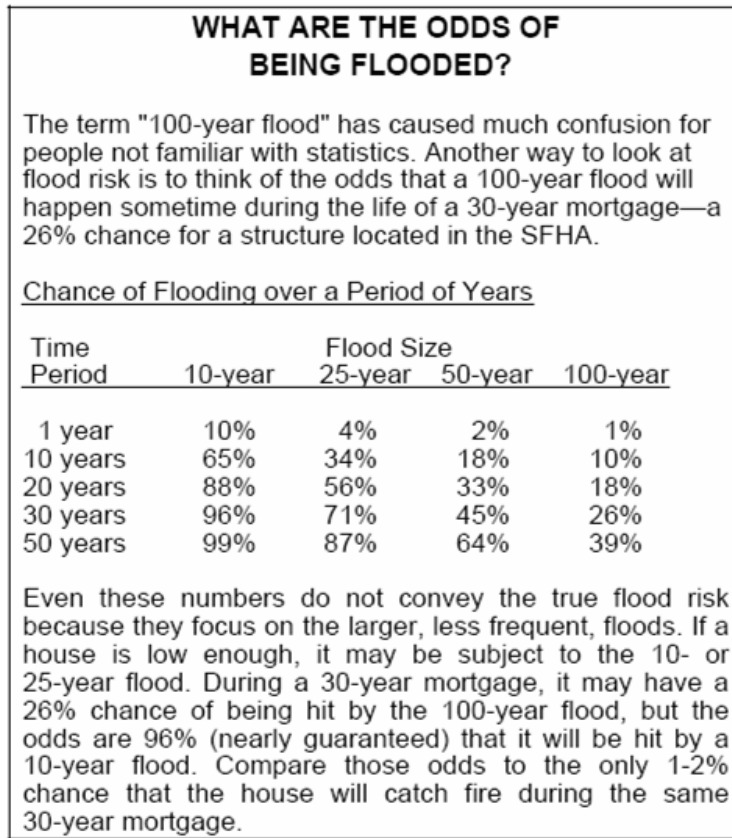 WHAT ARE THE ODDS OF
BEING FLOODED?
The term "100-year flood" has caused much confusion for
people not familiar with statistics. Another way to look at
flood risk is to think of the odds that a 100-year flood will
happen sometime during the life of a 30-year mortgage—a
26% chance for a structure located in the SFHA.
Chance of Flooding over a Period of Years
Time Flood Size
Period 10-year 25-year 50-year 100-year
1 year 10% 4% 2% 1%
10 years 65% 34% 18% 10%
20 years 88% 56% 33% 18%
30 years 96% 71% 45% 26%
50 years 99% 87% 64% 39%
Even these numbers do not convey the true flood risk
because they focus on the larger, less frequent, floods. If a
house is low enough, it may be subject to the 10- or
25-year flood. During a 30-year mortgage, it may have a
26% chance of being hit by the 100-year flood, but the
odds are 96% (nearly guaranteed) that it will be hit by a
10-year flood. Compare those odds to the only 1-2%
chance that the house will catch fire during the same
30-year mortgage.